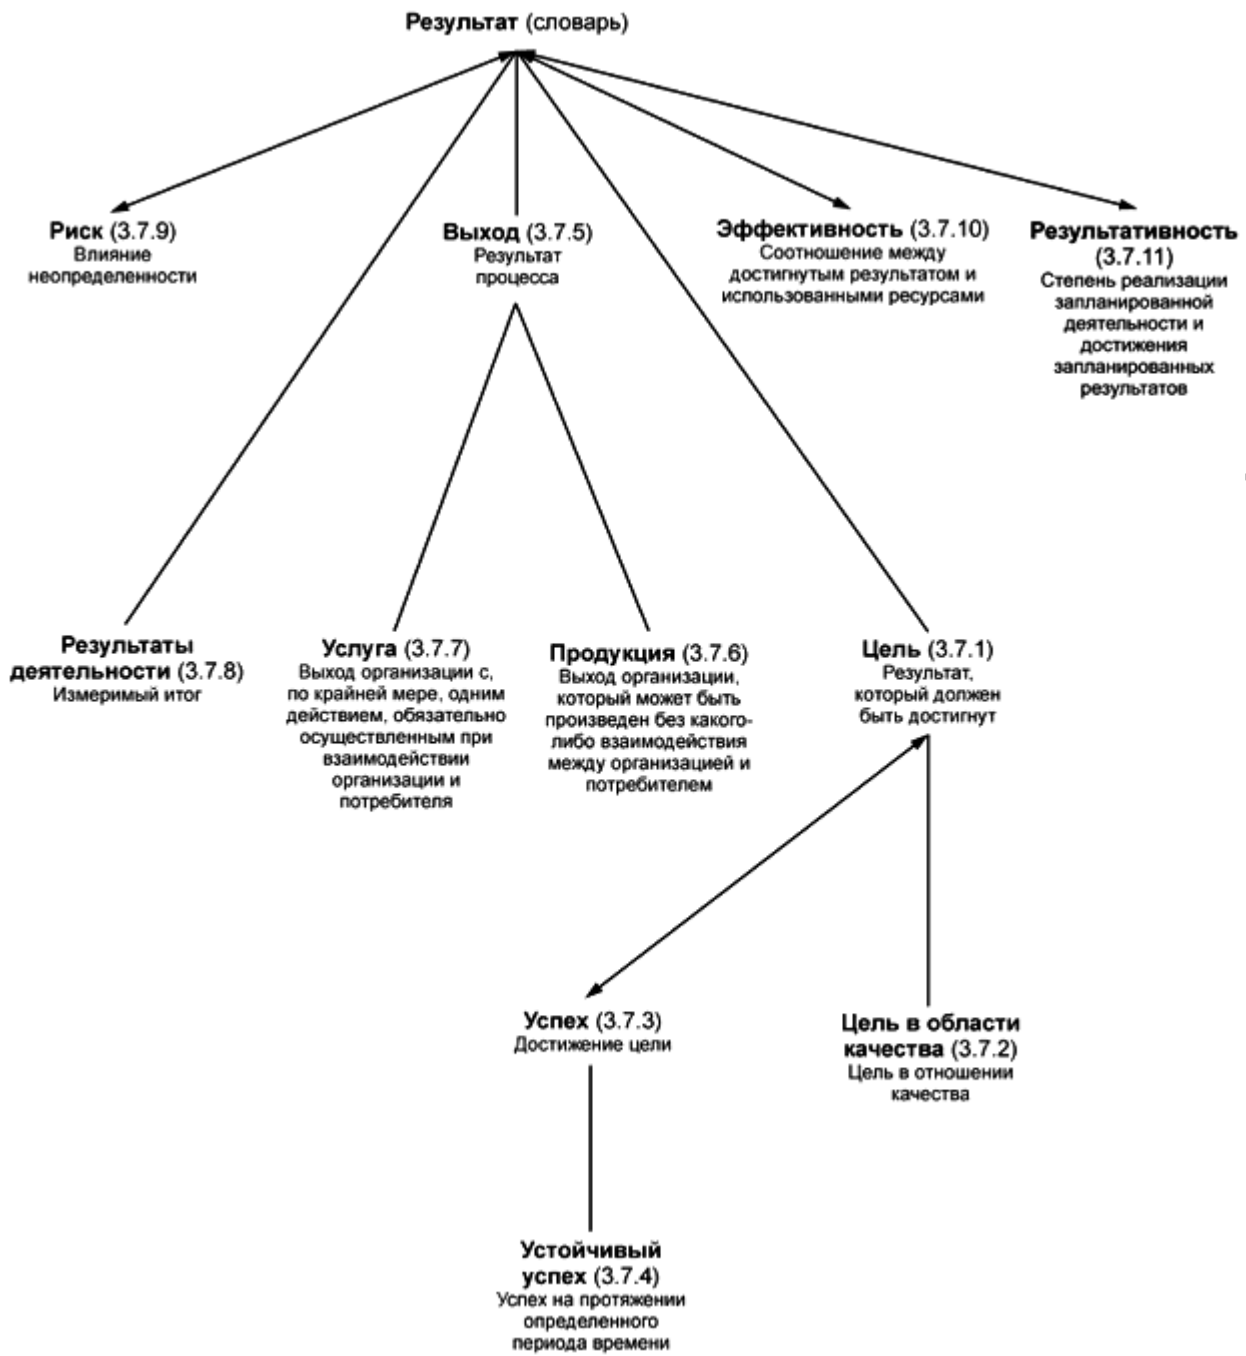 Результат (словарь)
Риск (3.7.9)
Влияние
неопределенности
Выход (3.7.5)
Результат
процесса
Эффективность (3.7.10)
Соотношение между
достигнутым результатом и
использованными ресурсами
Результативность
(3.7.11)
Степень реализации
запланированной
деятельности и
достижения
запланированных
результатов
Результаты
деятельности (3.7.8)
Измеримый итог
Услуга (3.7.7)
Выход организации с,
по крайней мере, одним
действием, обязательно
осуществленным при
взаимодействии
организации и
потребителя
Продукция (3.7.6)
Выход организации,
который может быть
произведен без какого-
либо взаимодействия
между организацией и
потребителем
Цель (3.7.1)
Результат,
который должен
быть достигнут
Успех (3.7.3)
Достижение цели
Цель в области
качества (3.7.2)
Цель в отношении
качества
Устойчивый
успех (3.7.4)
Успех на протяжении
определенного
периода времени